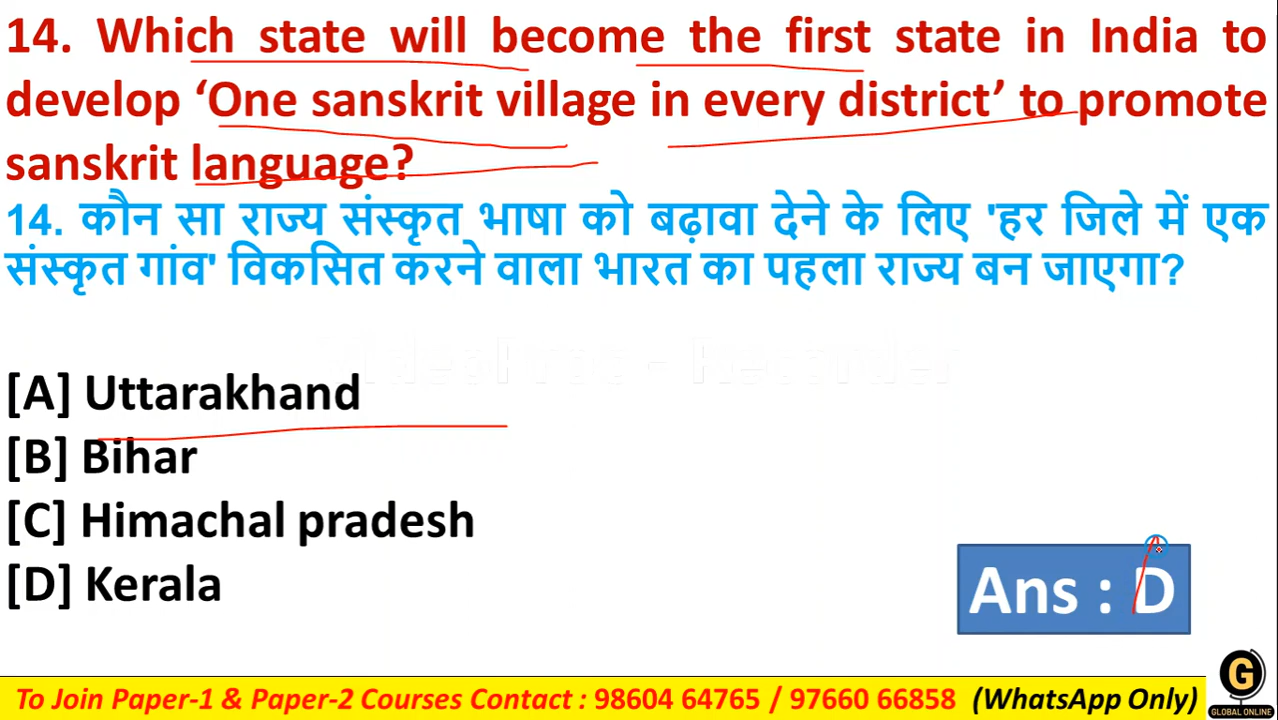 14. Which state will become the first state in India to
develop ‘One sanskrit village in every district’ to promote
sanskrit language?
14. कौन सा राज्य संस्कृत भाषा को बढ़ावा देने के लिए 'हर जिले में एक
संस्कृत गांव' विकसित करने वाला भारत का पहला राज्य बन जाएगा?
[A] Uttarakhand
[B] Bihar
[C] Himachal pradesh
[D] Kerala
Ans : D
To Join Paper-1 & Paper-2 Courses Contact : 98604 64765 / 97660 66858 (WhatsApp Only)
G
GLOBAL ONLINE